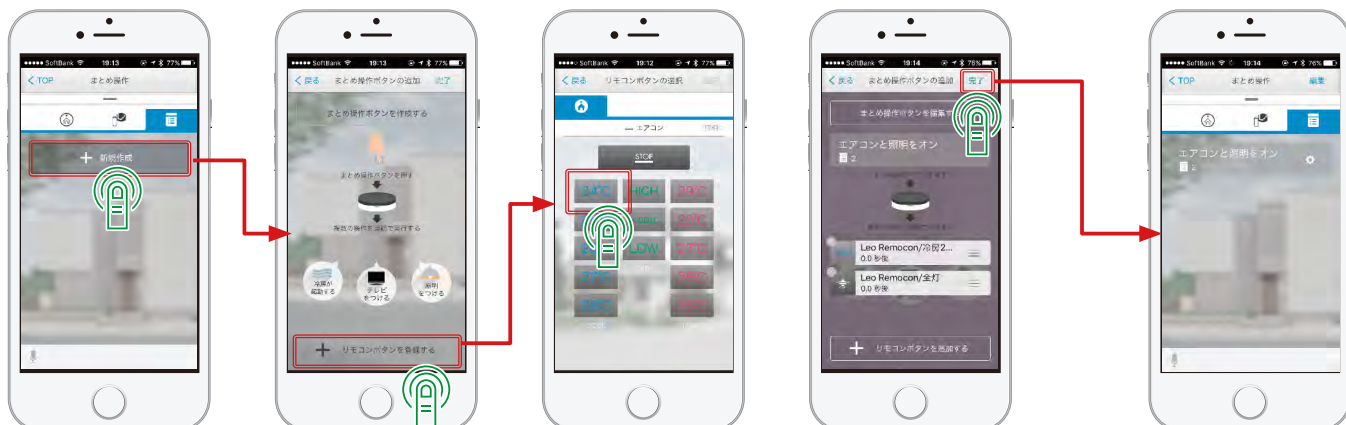 ●●●●● SoftBank 19:13 77%
< TOP まとめ操作
+ 新規作成
●●●●● SoftBank 19:13 77%
< 戻る まとめ操作ボタンの追加 完了
まとめ操作ボタンを作成する
まとめ操作ボタンを押す
複数の操作を連続で実行する
冷房が
起動する
テレビ
をつける
照明
をつける
+ リモコンボタンを登録する
SoftBank 19:12 77%
< 戻る リモコンボタンの選択
エアコン
STOP
24℃ HIGH 29℃
LOW 27℃
●●●●● SoftBank 19:14 76%
< 戻る まとめ操作ボタンの追加 完了
まとめ操作ボタンを編集す
エアコンと照明をオン
2
Leo Remocon/冷房2...
0.0 秒後
Leo Remocon/全灯
0.0 秒後
+ リモコンボタンを追加する
●●●●● SoftBank 19:14 76%
< TOP まとめ操作 編集
エアコンと照明をオン
2